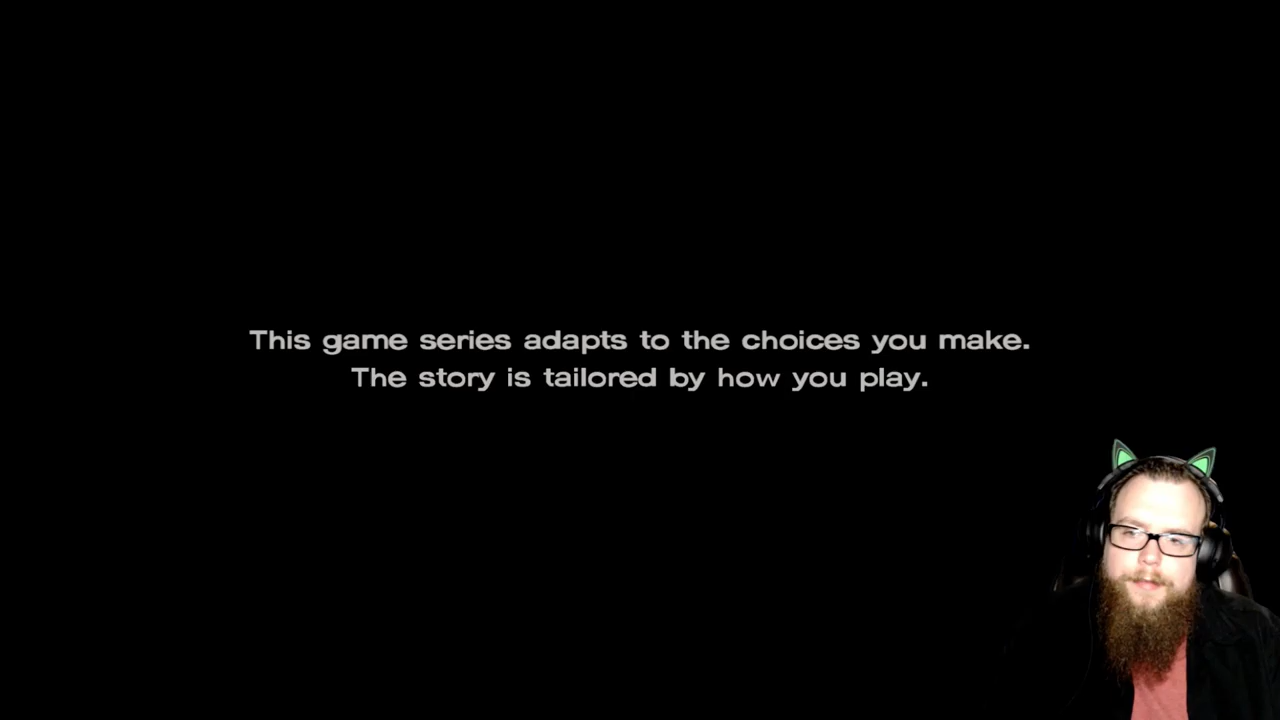 This game series adapts to the choices you make.
The story is tailored by how you play.